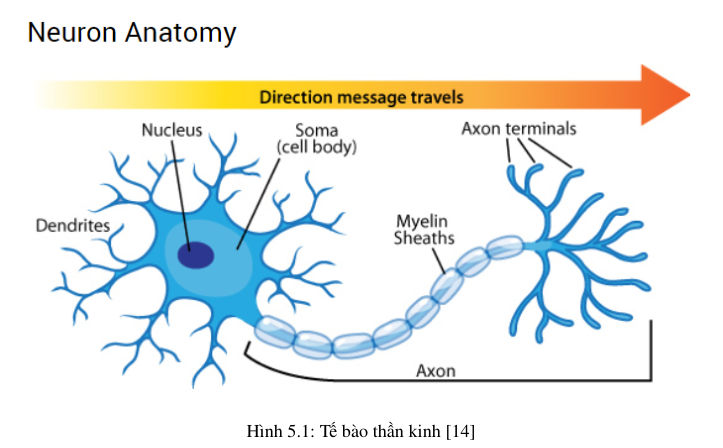 Neuron Anatomy
Direction message travels
Nucleus
Soma
(cell body)
Axon terminals
Dendrites
Myelin
Sheaths
Axon
Hình 5.1: Tế bào thần kinh [14]